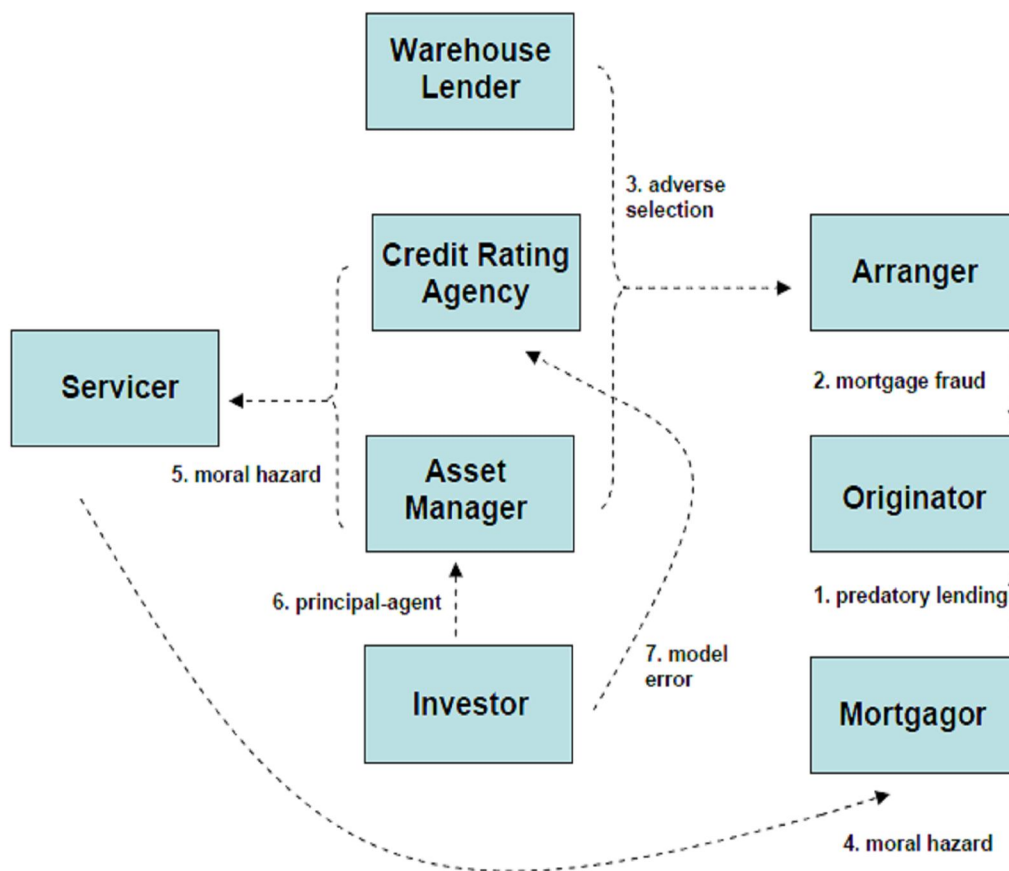 Warehouse
Lender
3. adverse
selection
Credit Rating
Agency
Arranger
Servicer
2. mortgage fraud
5. moral hazard
Asset
Manager
Originator
6. principal-agent
1. predatory lending
Investor
7. model
error
Mortgagor
4. moral hazard